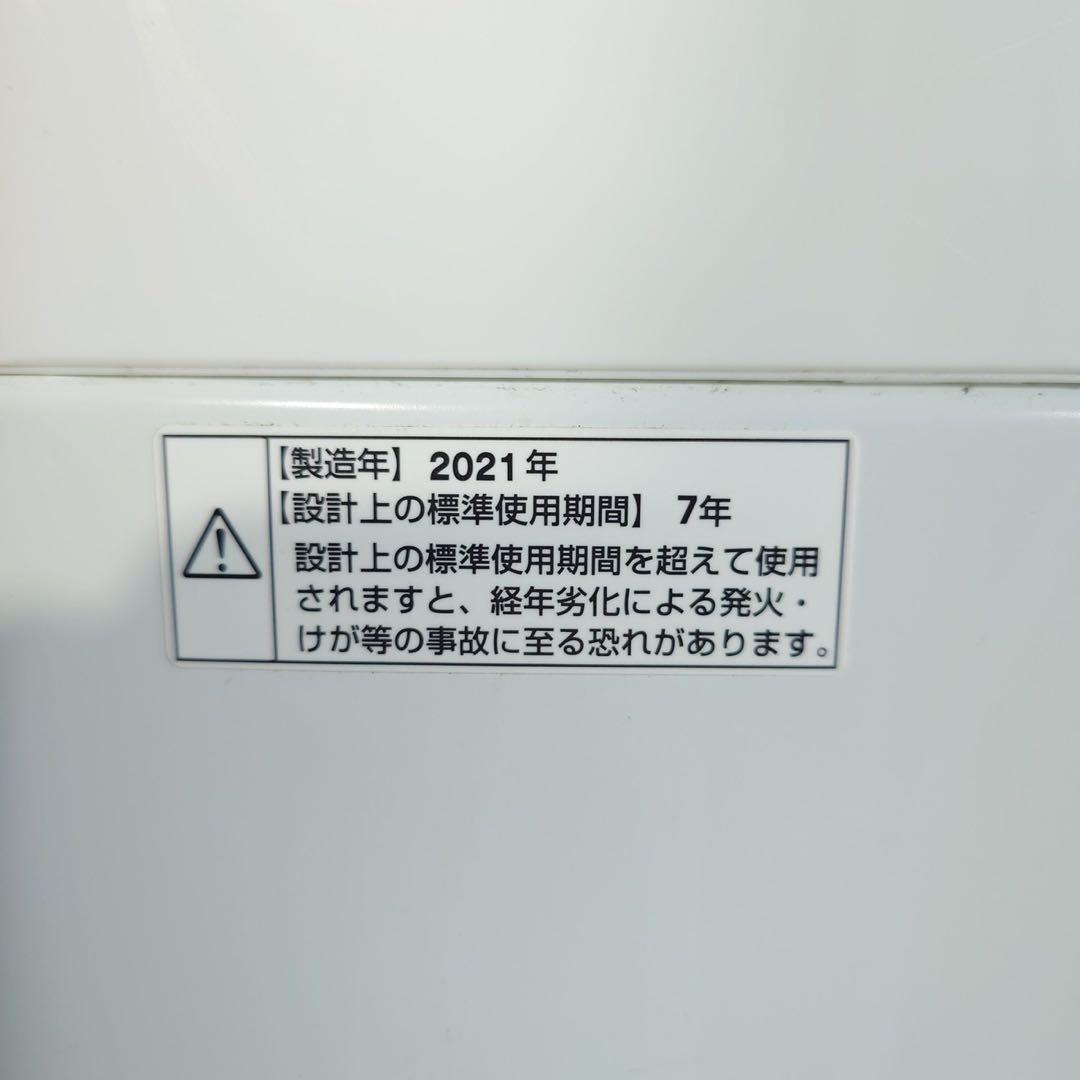 【製造年】 2021年
【設計上の標準使用期間】 7年
設計上の標準使用期間を超えて使用
されますと、経年劣化による発火・
けが等の事故に至る恐れがあります。